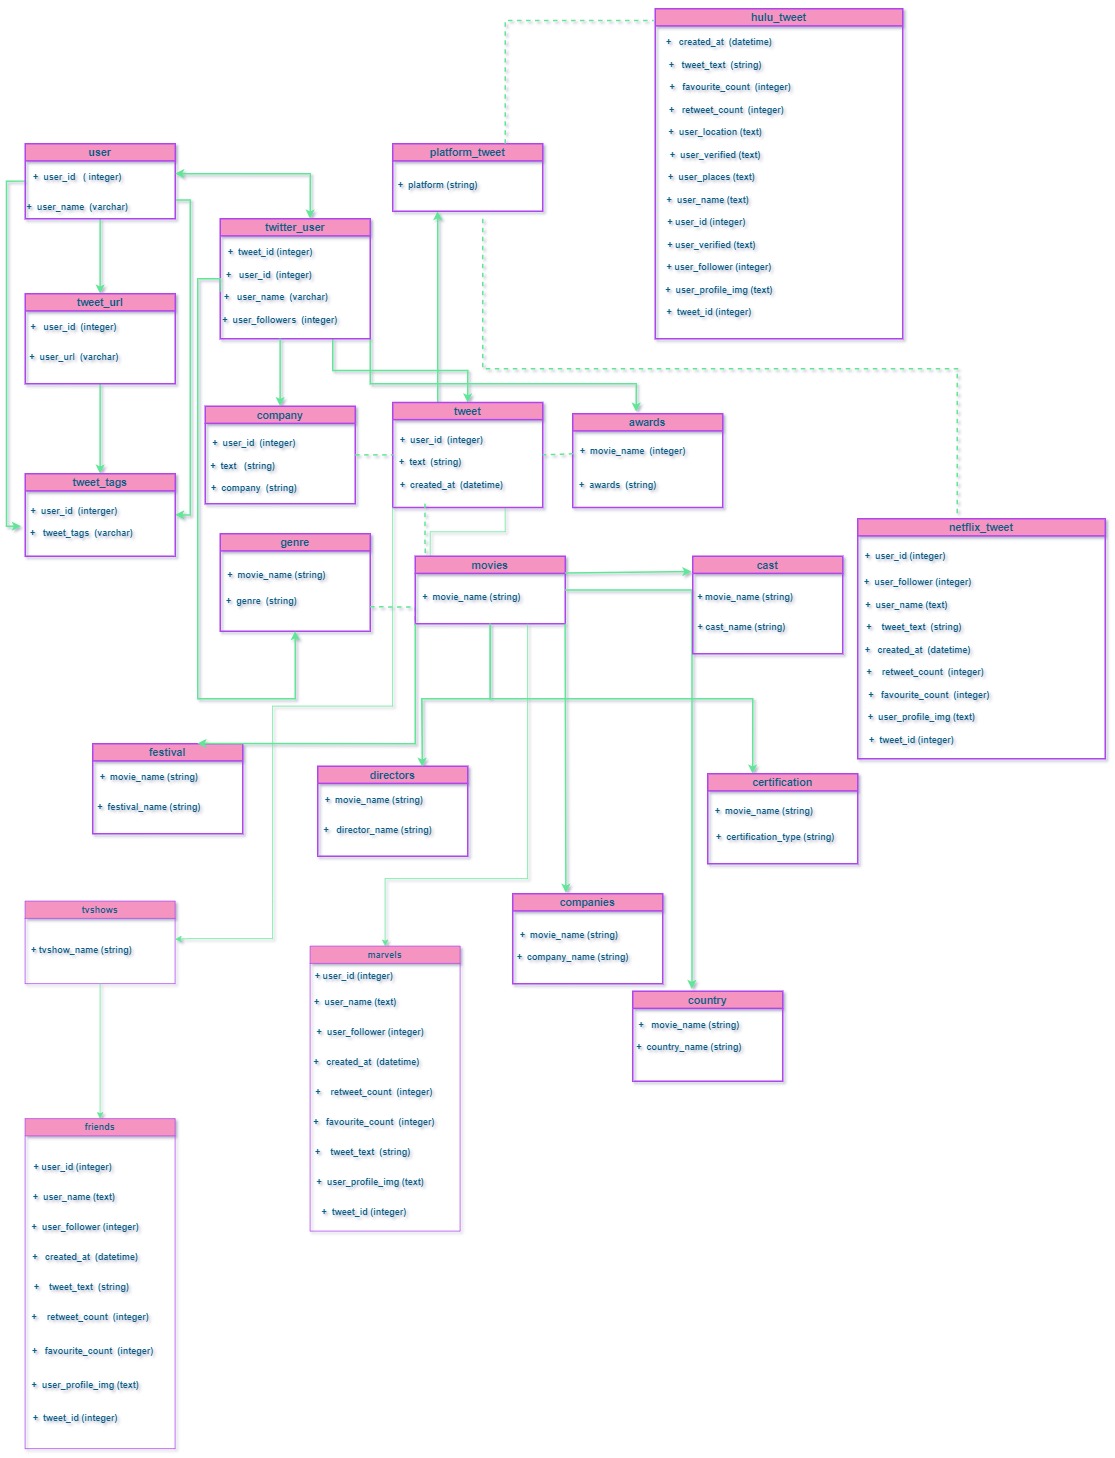 hulu_tweet
+ created_at (datetime)
+ tweet_text (string)
+ favourite_count (integer)
+ retweet_count (integer)
+ user_location (text)
+ user_verified (text)
+ user_places (text)
+ user_name (text)
+ user_id (integer)
+ user_verified (text)
+ user_follower (integer)
+ user_profile_img (text)
+ tweet_id (integer)
user
+ user_id ( integer)
+ user_name (varchar)
platform_tweet
+ platform (string)
twitter_user
+ tweet_id (integer)
+ user_id (integer)
+ user_name (varchar)
+ user_followers (integer)
tweet_url
+ user_id (integer)
+ user_url (varchar)
company
+ user_id (integer)
+ text (string)
+ company (string)
tweet
+ user_id (integer)
+ text (string)
+ created_at (datetime)
awards
+ movie_name (integer)
+ awards (string)
tweet_tags
+ user_id (interger)
+ tweet_tags (varchar)
genre
+ movie_name (string)
+ genre (string)
movies
+ movie_name (string)
cast
+ movie_name (string)
+ cast_name (string)
netflix_tweet
+ user_id (integer)
+ user_follower (integer)
+ user_name (text)
+ tweet_text (string)
+ created_at (datetime)
+ retweet_count (integer)
+ favourite_count (integer)
+ user_profile_img (text)
+ tweet_id (integer)
festival
+ movie_name (string)
+ festival_name (string)
directors
+ movie_name (string)
+ director_name (string)
certification
+ movie_name (string)
+ certification_type (string)
companies
+ movie_name (string)
+ company_name (string)
tvshows
+ tvshow_name (string)
marvels
+ user_id (integer)
+ user_name (text)
+ user_follower (integer)
+ created_at (datetime)
+ retweet_count (integer)
+ favourite_count (integer)
+ tweet_text (string)
+ user_profile_img (text)
+ tweet_id (integer)
country
+ movie_name (string)
+ country_name (string)
friends
+ user_id (integer)
+ user_name (text)
+ user_follower (integer)
+ created_at (datetime)
+ tweet_text (string)
+ retweet_count (integer)
+ favourite_count (integer)
+ user_profile_img (text)
+ tweet_id (integer)